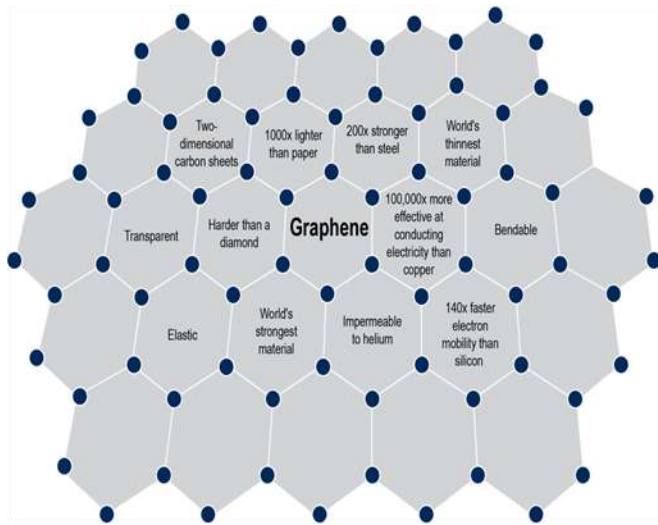 Two-
dimensional
carbon sheets
1000x lighter
than paper
200x stronger
than steel
World's
thinnest
material
Transparent
Harder than a
diamond
Graphene
100,000x more
effective at
conducting
electricity than
copper
Bendable
Elastic
World's
strongest
material
Impermeable
to helium
140x faster
electron
mobility than
silicon